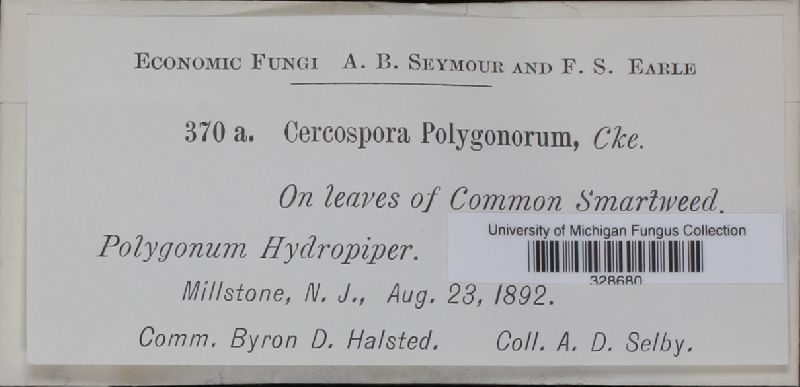 Economic Fungi A. B. Seymour and F. S. Earle
370 a. Cercospora Polygonorum, Cke.
On leaves of Common Smartweed.
Polygonum Hydropiper.
University of Michigan Fungus Collection
328680
Millstone, N. J., Aug. 23, 1892.
Comm. Byron D. Halsted. Coll. A. D. Selby.